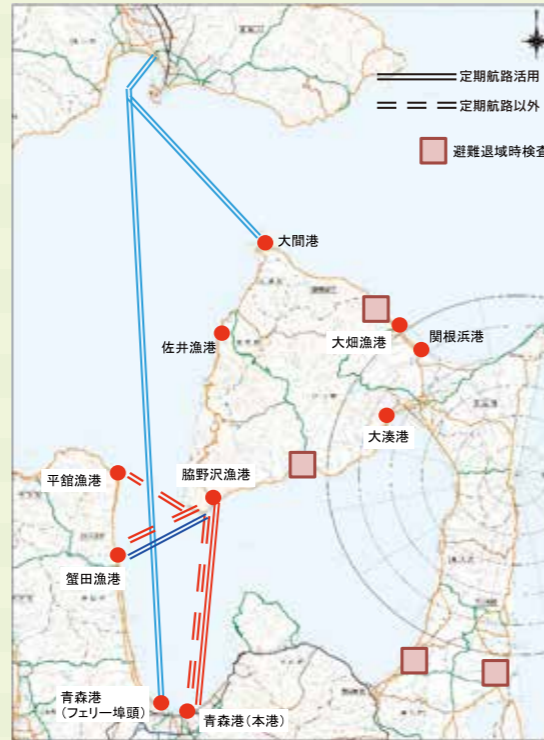 定期航路活用
定期航路以外
避難退域時検査
大間港
佐井漁港
大畑漁港
関根浜港
大湊港
平舘漁港
脇野沢漁港
蟹田漁港
青森港
(フェリー埠頭)
青森港(本港)